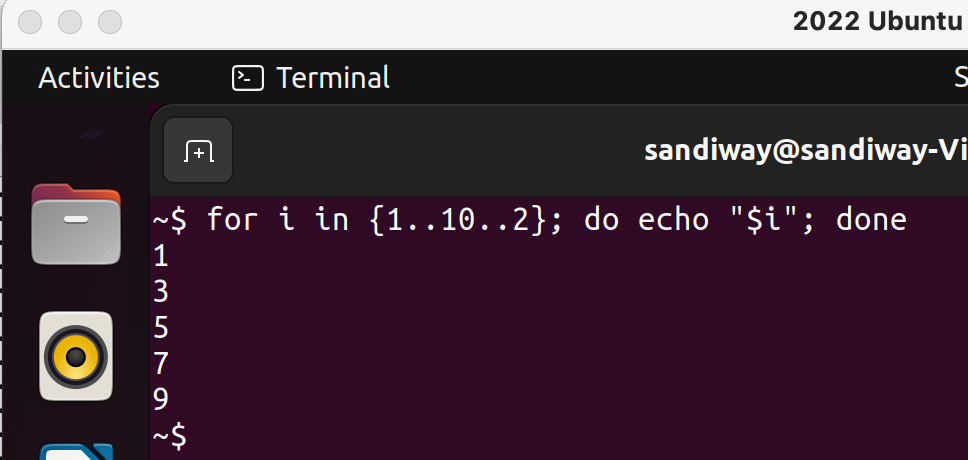 2022 Ubuntu
Activities
Terminal
sandiway@sandiway-Vi
~$ for i in {1..10..2}; do echo "$i"; done
1
3
5
7
9
~$